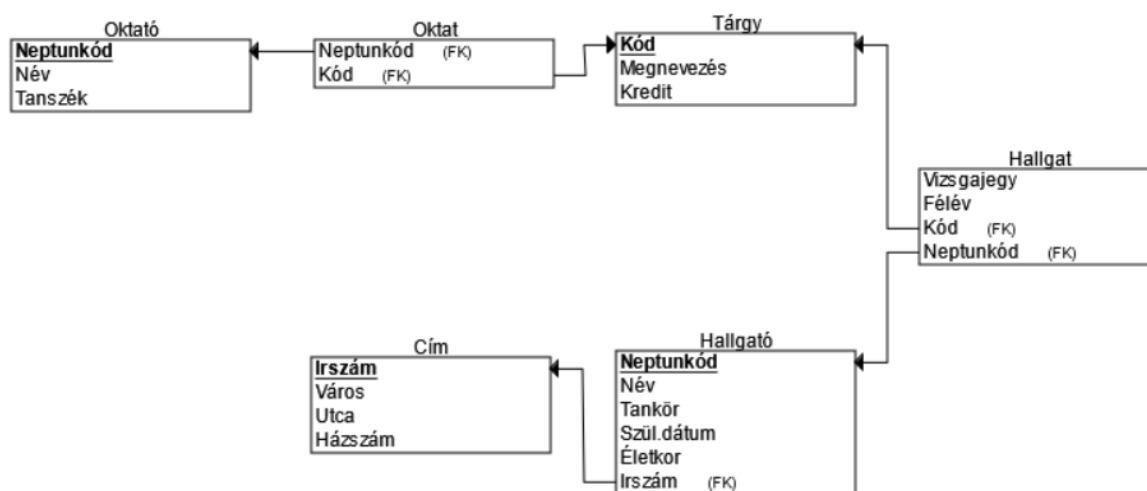 Oktató
Neptunkód
Név
Tanszék
Oktat
Neptunkód (FK)
Kód (FK)
Tárgy
Kód
Megnevezés
Kredit
Hallgat
Vizsgajegy
Félév
Kód (FK)
Neptunkód (FK)
Cím
Irszám
Város
Utca
Házszám
Hallgató
Neptunkód
Név
Tankör
Szül.dátum
Életkor
Irszám (FK)